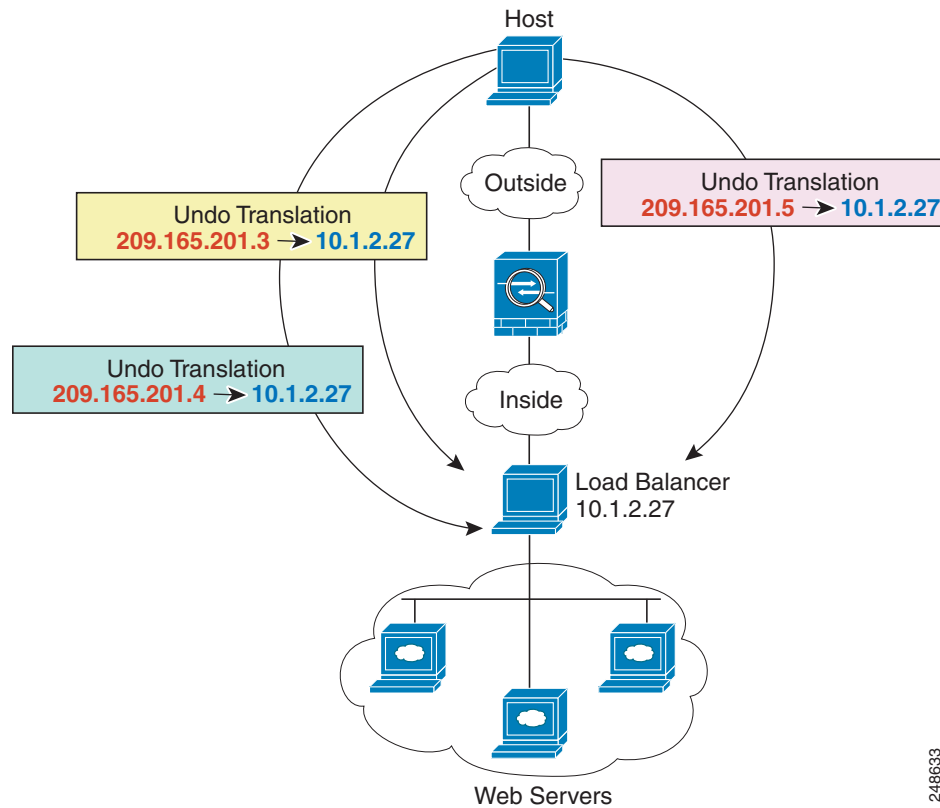 Host
Outside
Undo Translation
209.165.201.3 → 10.1.2.27
Undo Translation
209.165.201.5 → 10.1.2.27
Undo Translation
209.165.201.4 → 10.1.2.27
Inside
Load Balancer
10.1.2.27
Web Servers
248633